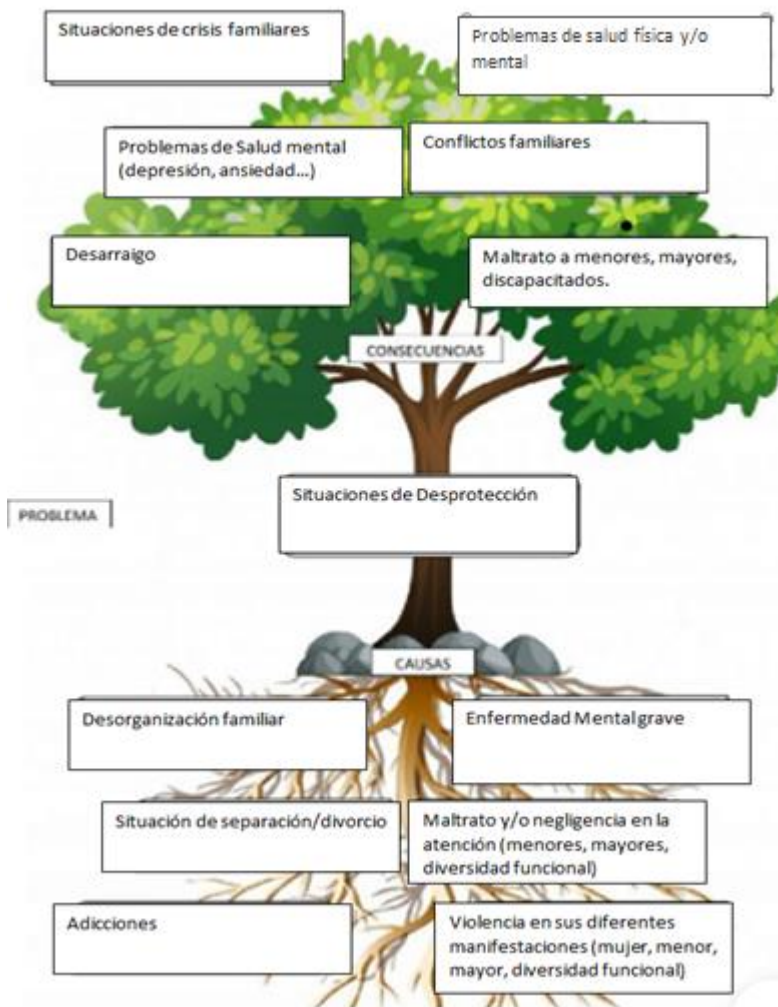 Situaciones de crisis familiares
Problemas de salud física y/o
mental
Problemas de Salud mental
(depresión, ansiedad...)
Conflictos familiares
Desarraigo
Maltrato a menores, mayores,
discapacitados.
CONSECUENCIAS
Situaciones de Desprotección
PROBLEMA
CAUSAS
Desorganización familiar
Enfermedad Mental grave
Situación de separación/divorcio
Maltrato y/o negligencia en la
atención (menores, mayores,
diversidad funcional)
Adicciones
Violencia en sus diferentes
manifestaciones (mujer, menor,
mayor, diversidad funcional)